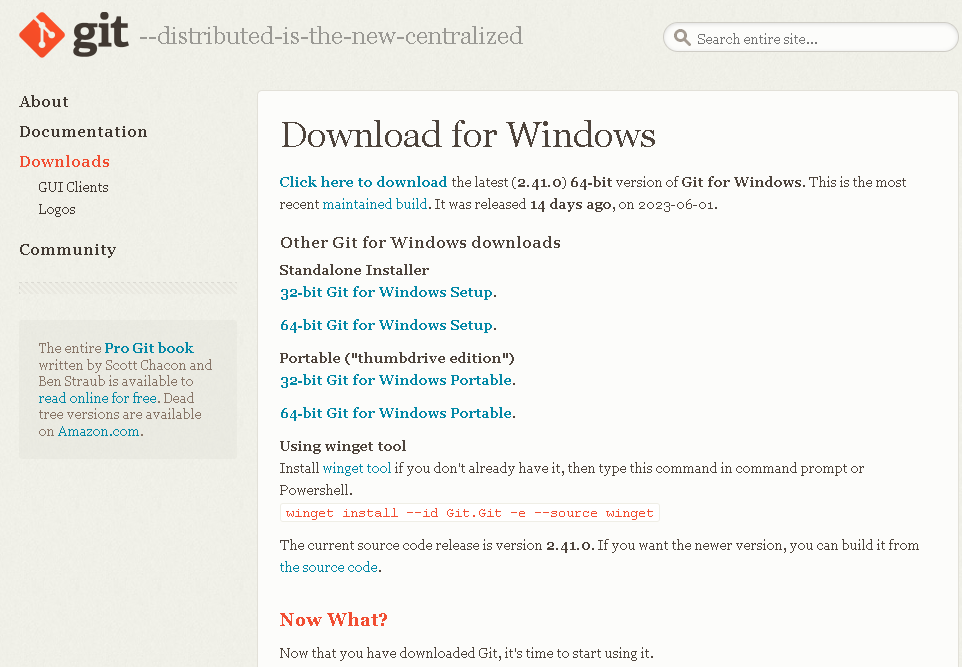 git --distributed-is-the-new-centralized
Search entire site...
About
Documentation
Downloads
GUI Clients
Logos
Community
The entire Pro Git book
written by Scott Chacon and
Ben Straub is available to
read online for free. Dead
tree versions are available
on Amazon.com.
Download for Windows
Click here to download the latest (2.41.0) 64-bit version of Git for Windows. This is the most
recent maintained build. It was released 14 days ago, on 2023-06-01.
Other Git for Windows downloads
Standalone Installer
32-bit Git for Windows Setup.
64-bit Git for Windows Setup.
Portable ("thumbdrive edition")
32-bit Git for Windows Portable.
64-bit Git for Windows Portable.
Using winget tool
Install winget tool if you don't already have it, then type this command in command prompt or
Powershell.
winget install --id Git.Git -e --source winget
The current source code release is version 2.41.0. If you want the newer version, you can build it from
the source code.
Now What?
Now that you have downloaded Git, it's time to start using it.